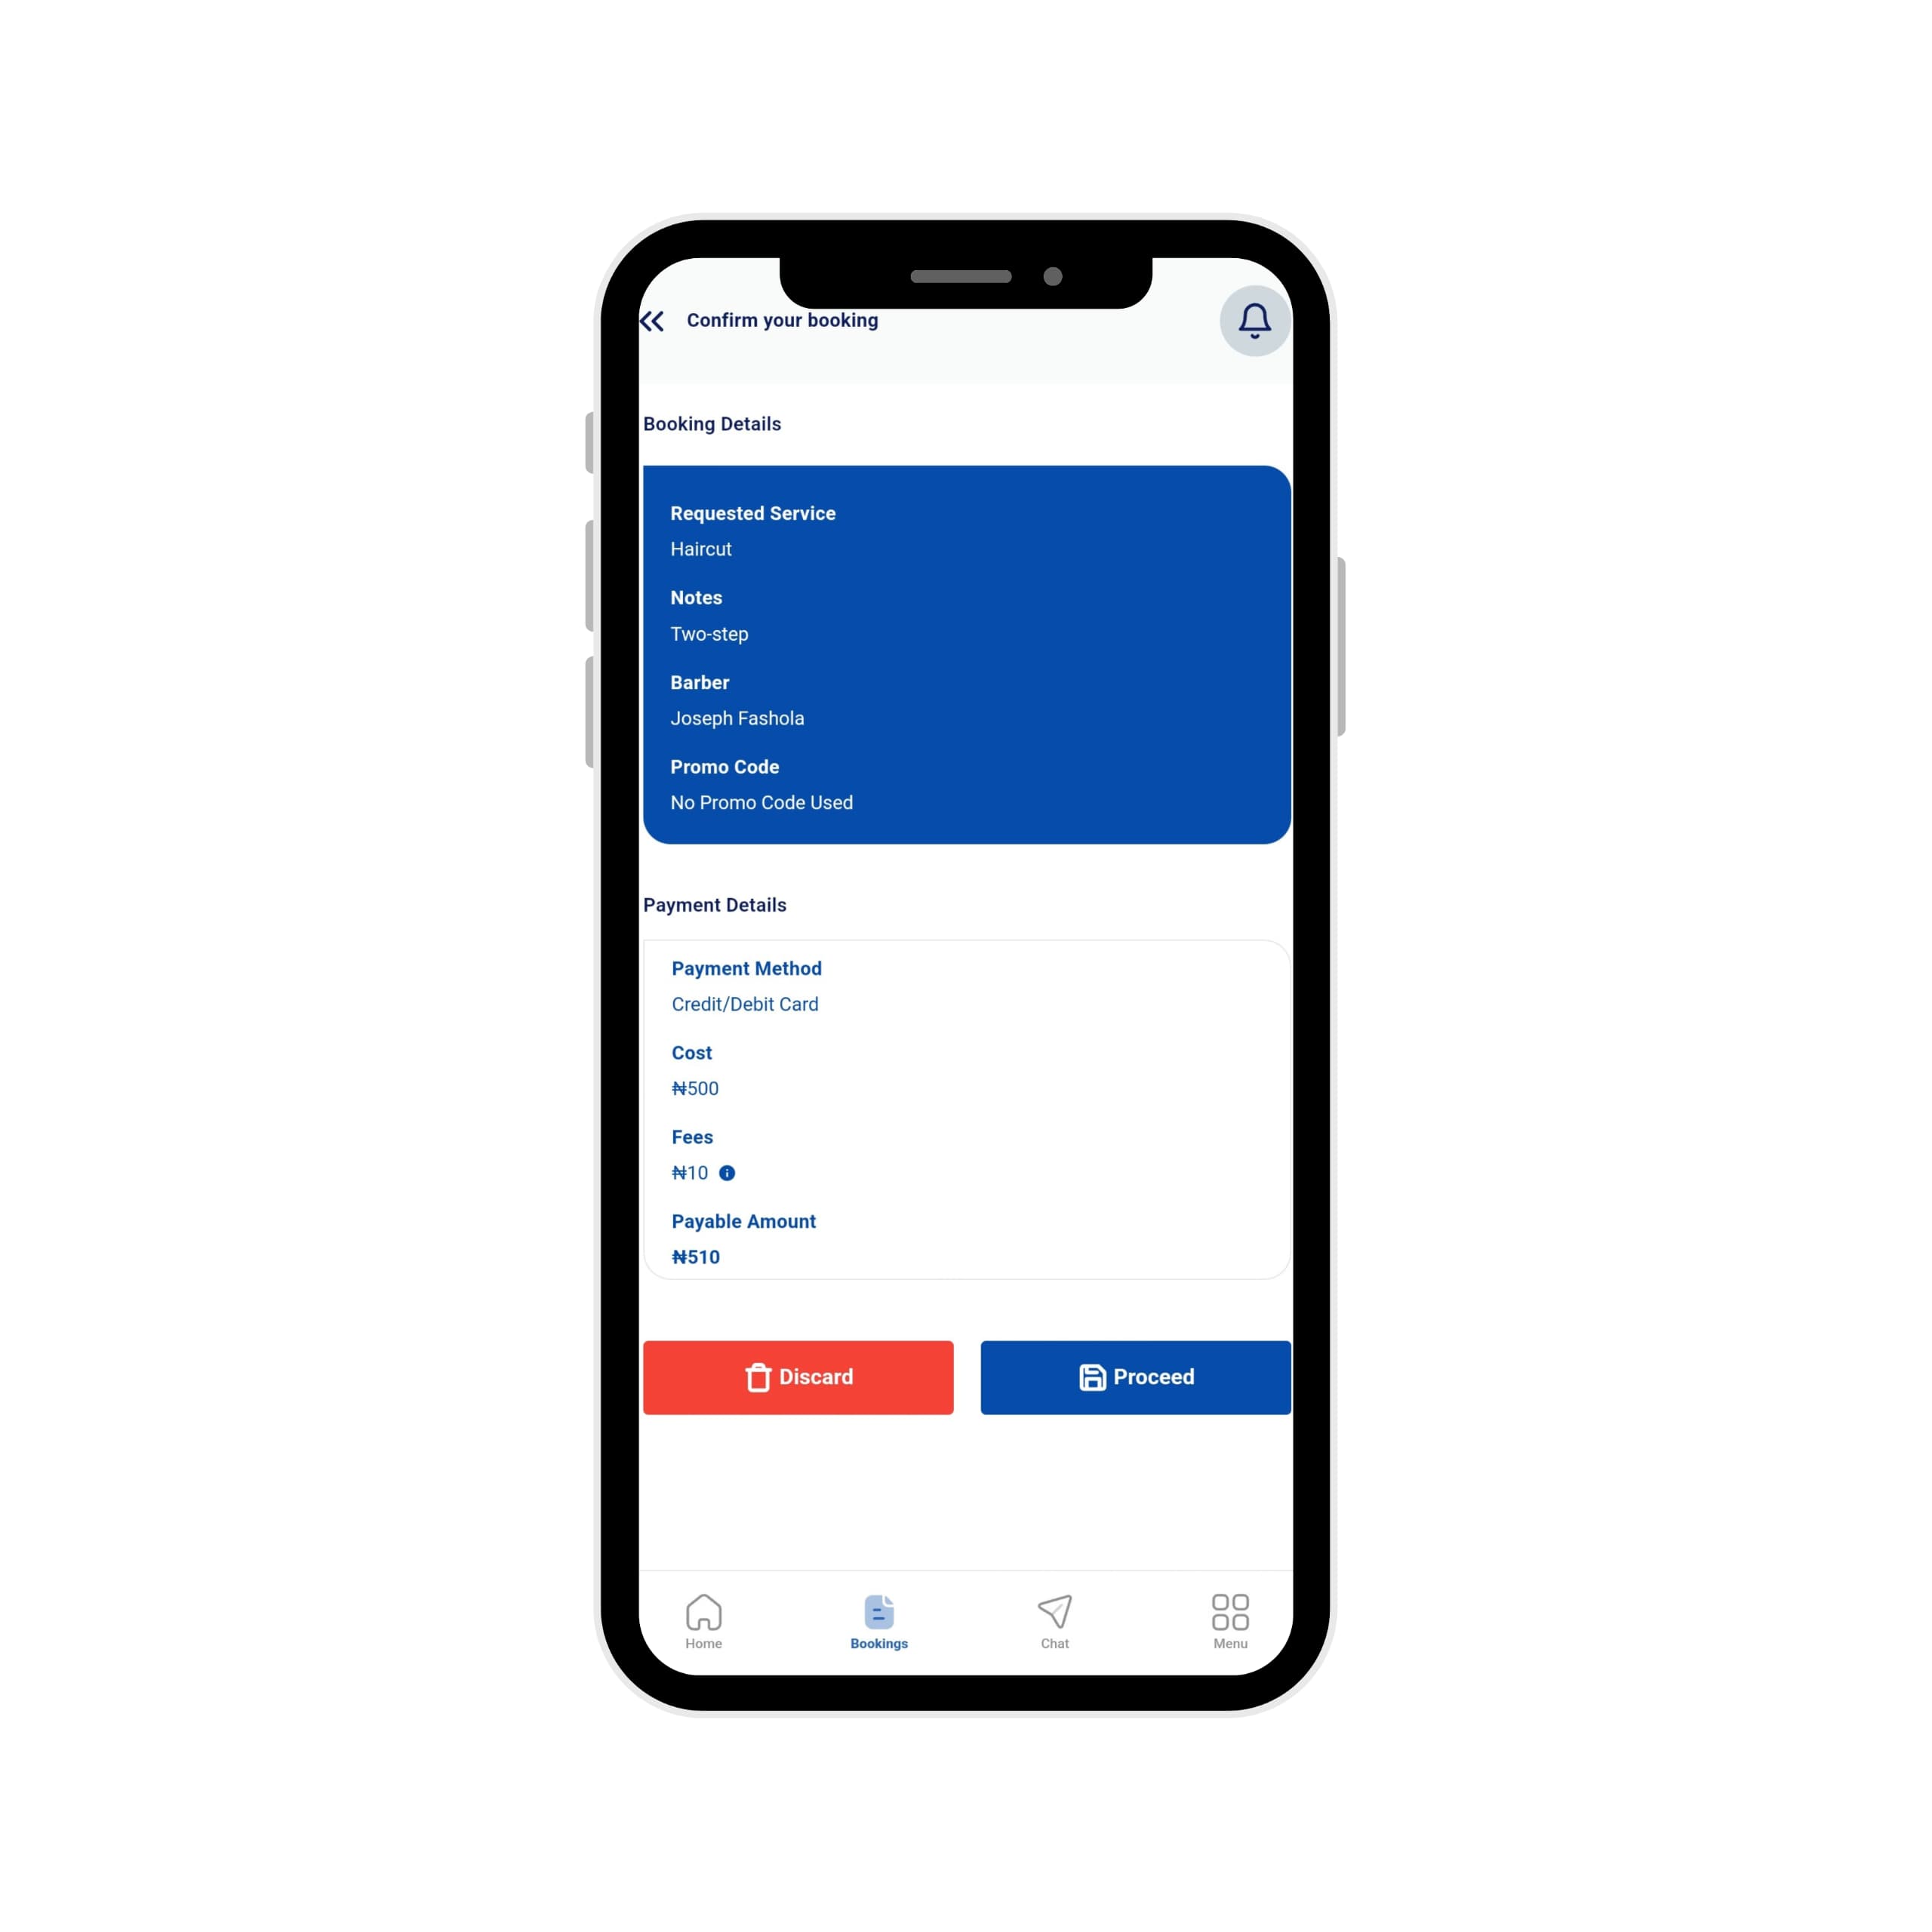 Confirm your booking
Booking Details
Requested Service
Haircut
Notes
Two-step
Barber
Joseph Fashola
Promo Code
No Promo Code Used
Payment Details
Payment Method
Credit/Debit Card
Cost
₦500
Fees
₦10
Payable Amount
₦510
Discard Proceed
Home Bookings Chat Menu